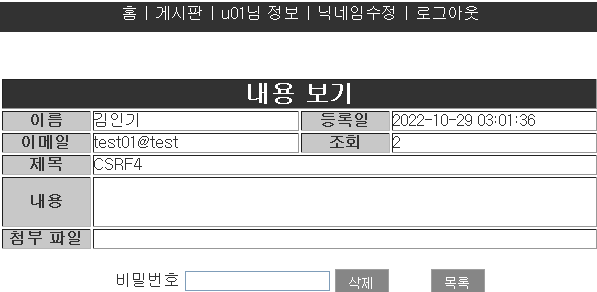 홈 | 게시판 | u01님 정보 | 닉네임수정 | 로그아웃
내용 보기
이름 김인기 등록일 2022-10-29 03:01:36
이메일 test01@test 조회 2
제목 CSRF4
내용
첨부 파일
비밀번호 삭제 목록